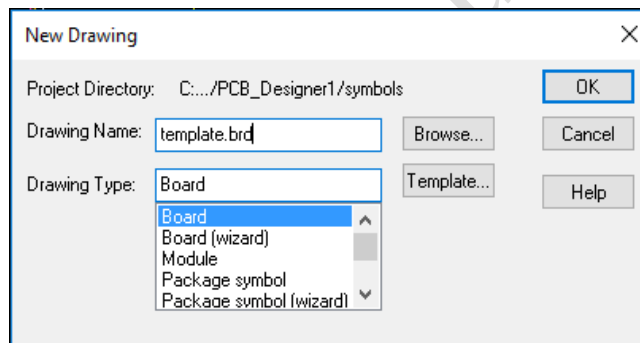 New Drawing
Project Directory: C:.../PCB_Designer1/symbols
OK
Drawing Name: template.brd
Browse...
Cancel
Drawing Type: Board
Template...
Help
Board
Board (wizard)
Module
Package symbol
Package symbol (wizard)